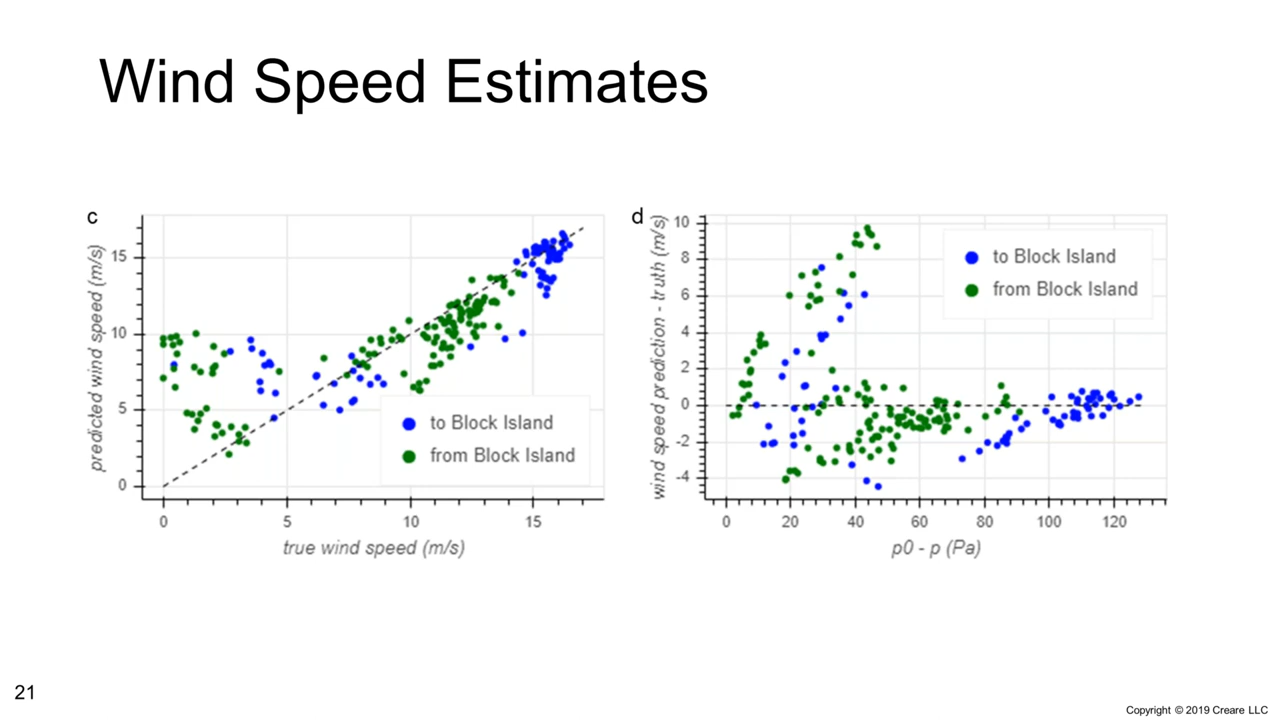 Wind Speed Estimates
c
predicted wind speed (m/s)
15
10
5
0
0 5 10 15
true wind speed (m/s)
to Block Island
from Block Island
d
wind speed prediction - truth (m/s)
10
8
6
4
2
0
-2
-4
0 20 40 60 80 100 120
p0 - p (Pa)
to Block Island
from Block Island
21
Copyright © 2019 Creare LLC